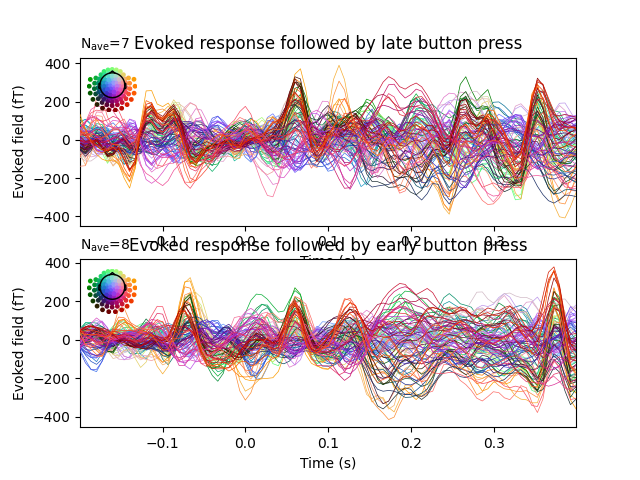 N_ave=7 Evoked response followed by late button press
400
200
0
−200
−400
Evoked field (fT)
−0.1 0.0 0.1 0.2 0.3
Time (s)
N_ave=8 Evoked response followed by early button press
400
200
0
−200
−400
Evoked field (fT)
−0.1 0.0 0.1 0.2 0.3
Time (s)